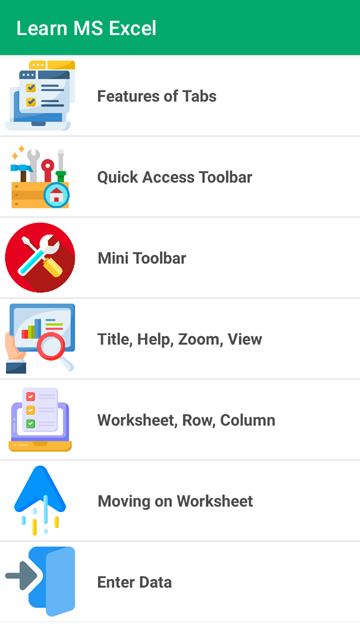 Learn MS Excel
Features of Tabs
Quick Access Toolbar
Mini Toolbar
Title, Help, Zoom, View
Worksheet, Row, Column
Moving on Worksheet
Enter Data